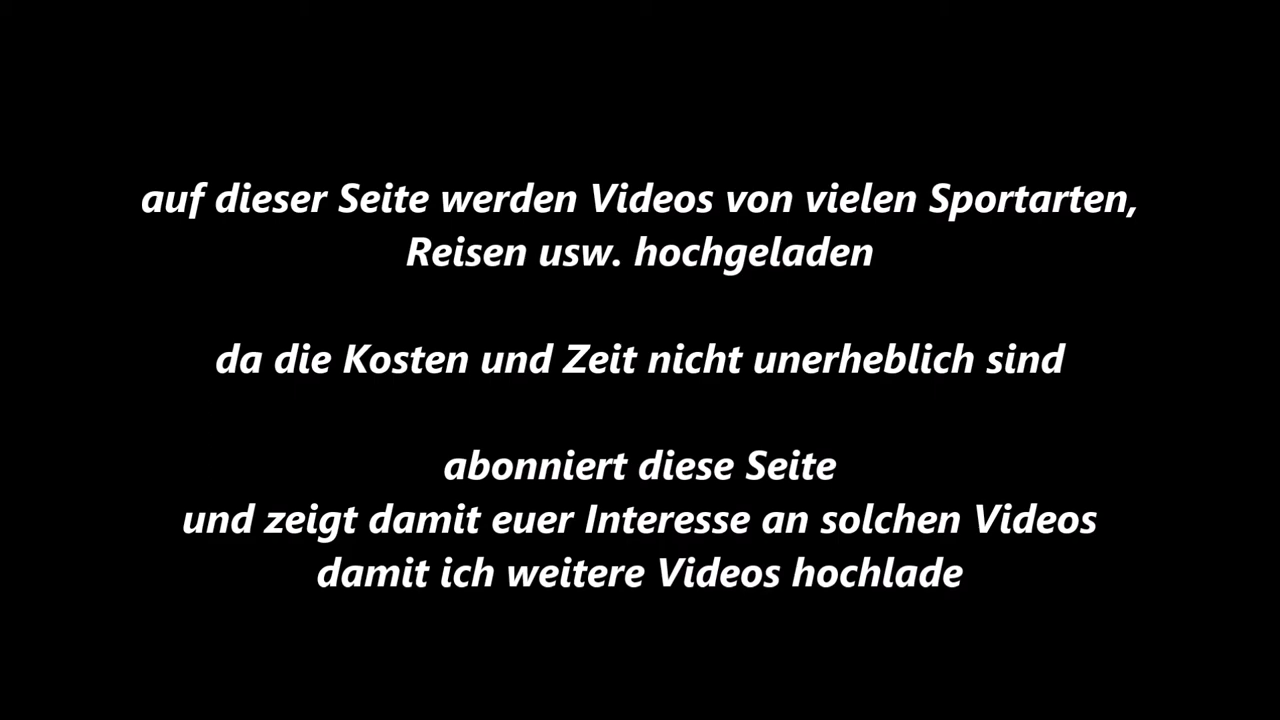 auf dieser Seite werden Videos von vielen Sportarten,
Reisen usw. hochgeladen
da die Kosten und Zeit nicht unerheblich sind
abonniert diese Seite
und zeigt damit euer Interesse an solchen Videos
damit ich weitere Videos hochlade